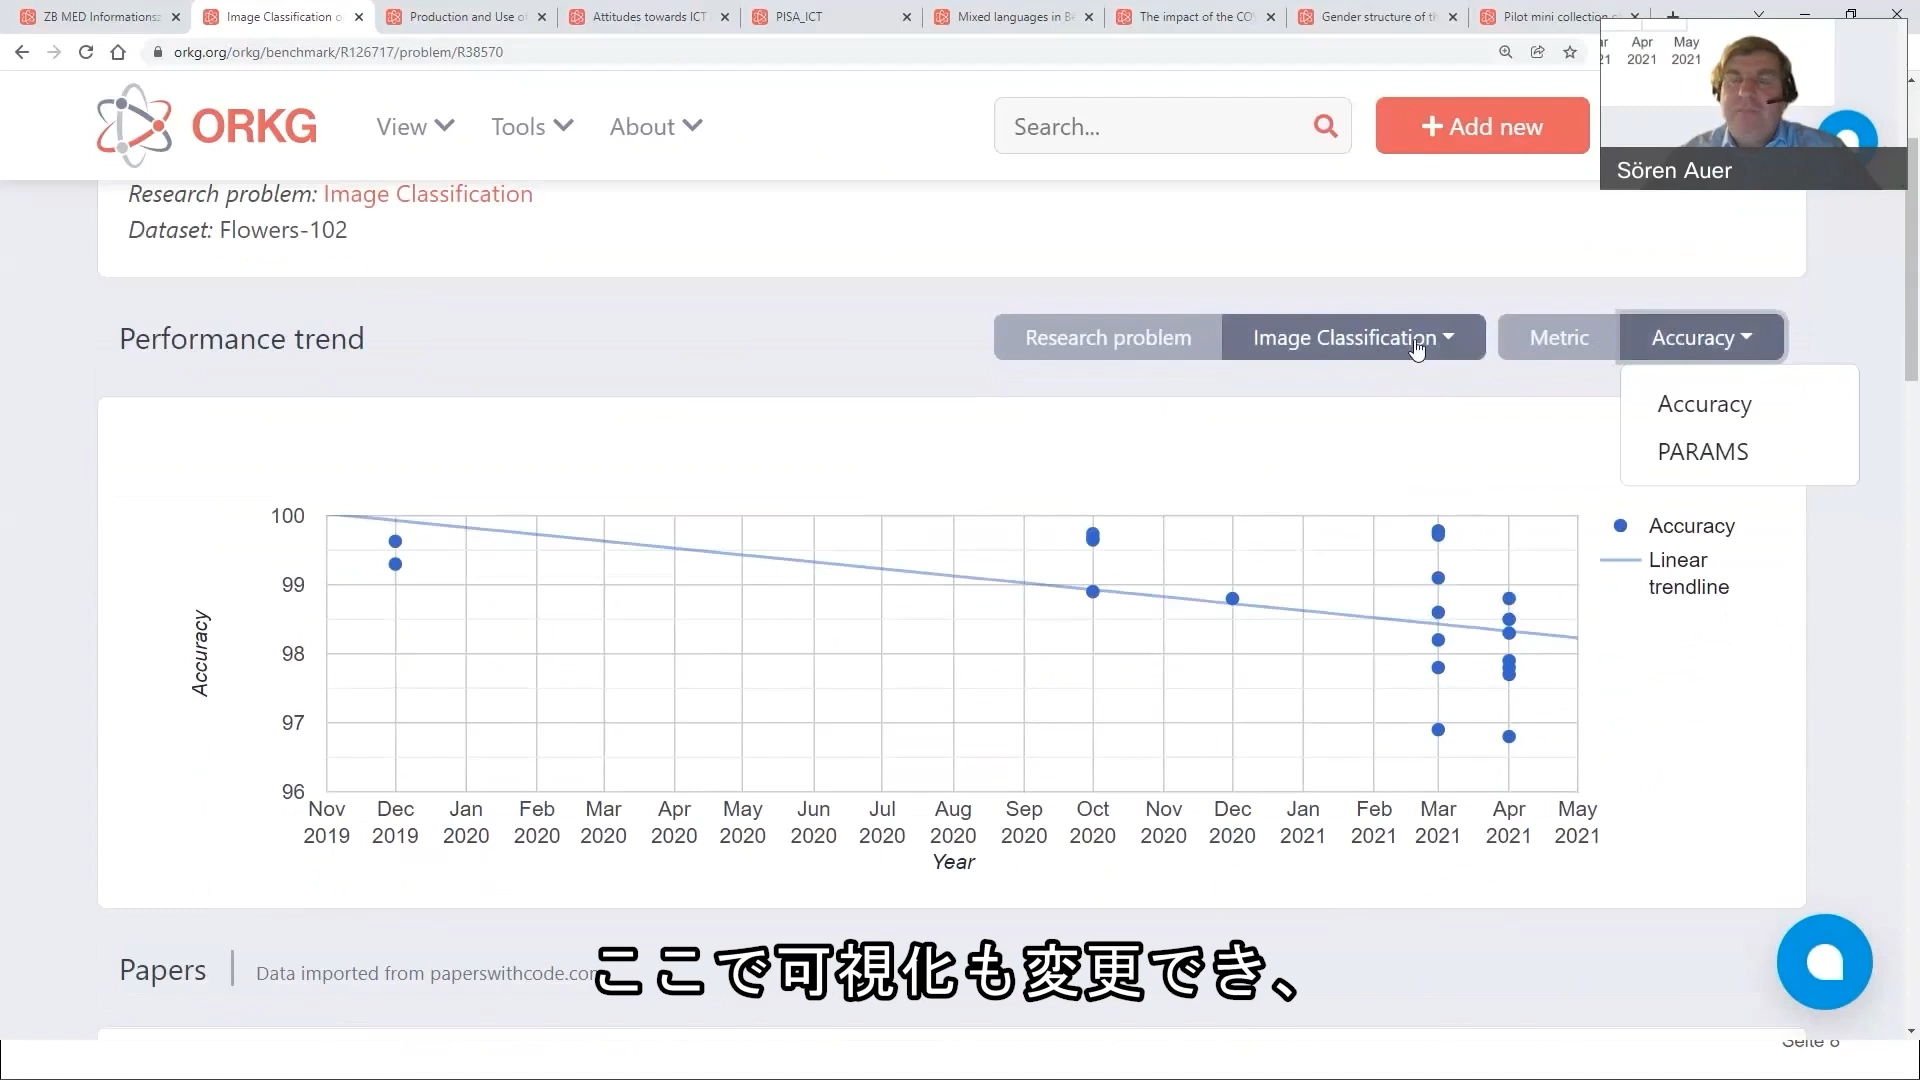 ZB MED Informations
Image Classification o
Production and Use o
Attitudes towards ICT
PISA_ICT
Mixed languages in B
The impact of the CO
Gender structure of t
Pilot mini collection
orkg.org/orkg/benchmark/R126717/problem/R38570
Apr May
2021 2021
ORKG
View
Tools
About
Search...
Add new
Sören Auer
Research problem: Image Classification
Dataset: Flowers-102
Performance trend
Research problem
Image Classification
Metric
Accuracy
Accuracy
PARAMS
100
99
98
97
96
Accuracy
Accuracy
Linear
trendline
Nov Dec Jan Feb Mar Apr May Jun Jul Aug Sep Oct Nov Dec Jan Feb Mar Apr May
2019 2019 2020 2020 2020 2020 2020 2020 2020 2020 2020 2020 2020 2020 2021 2021 2021 2021 2021
Year
Papers
Data imported from paperswithcode.co
ここで可視化も変更でき、